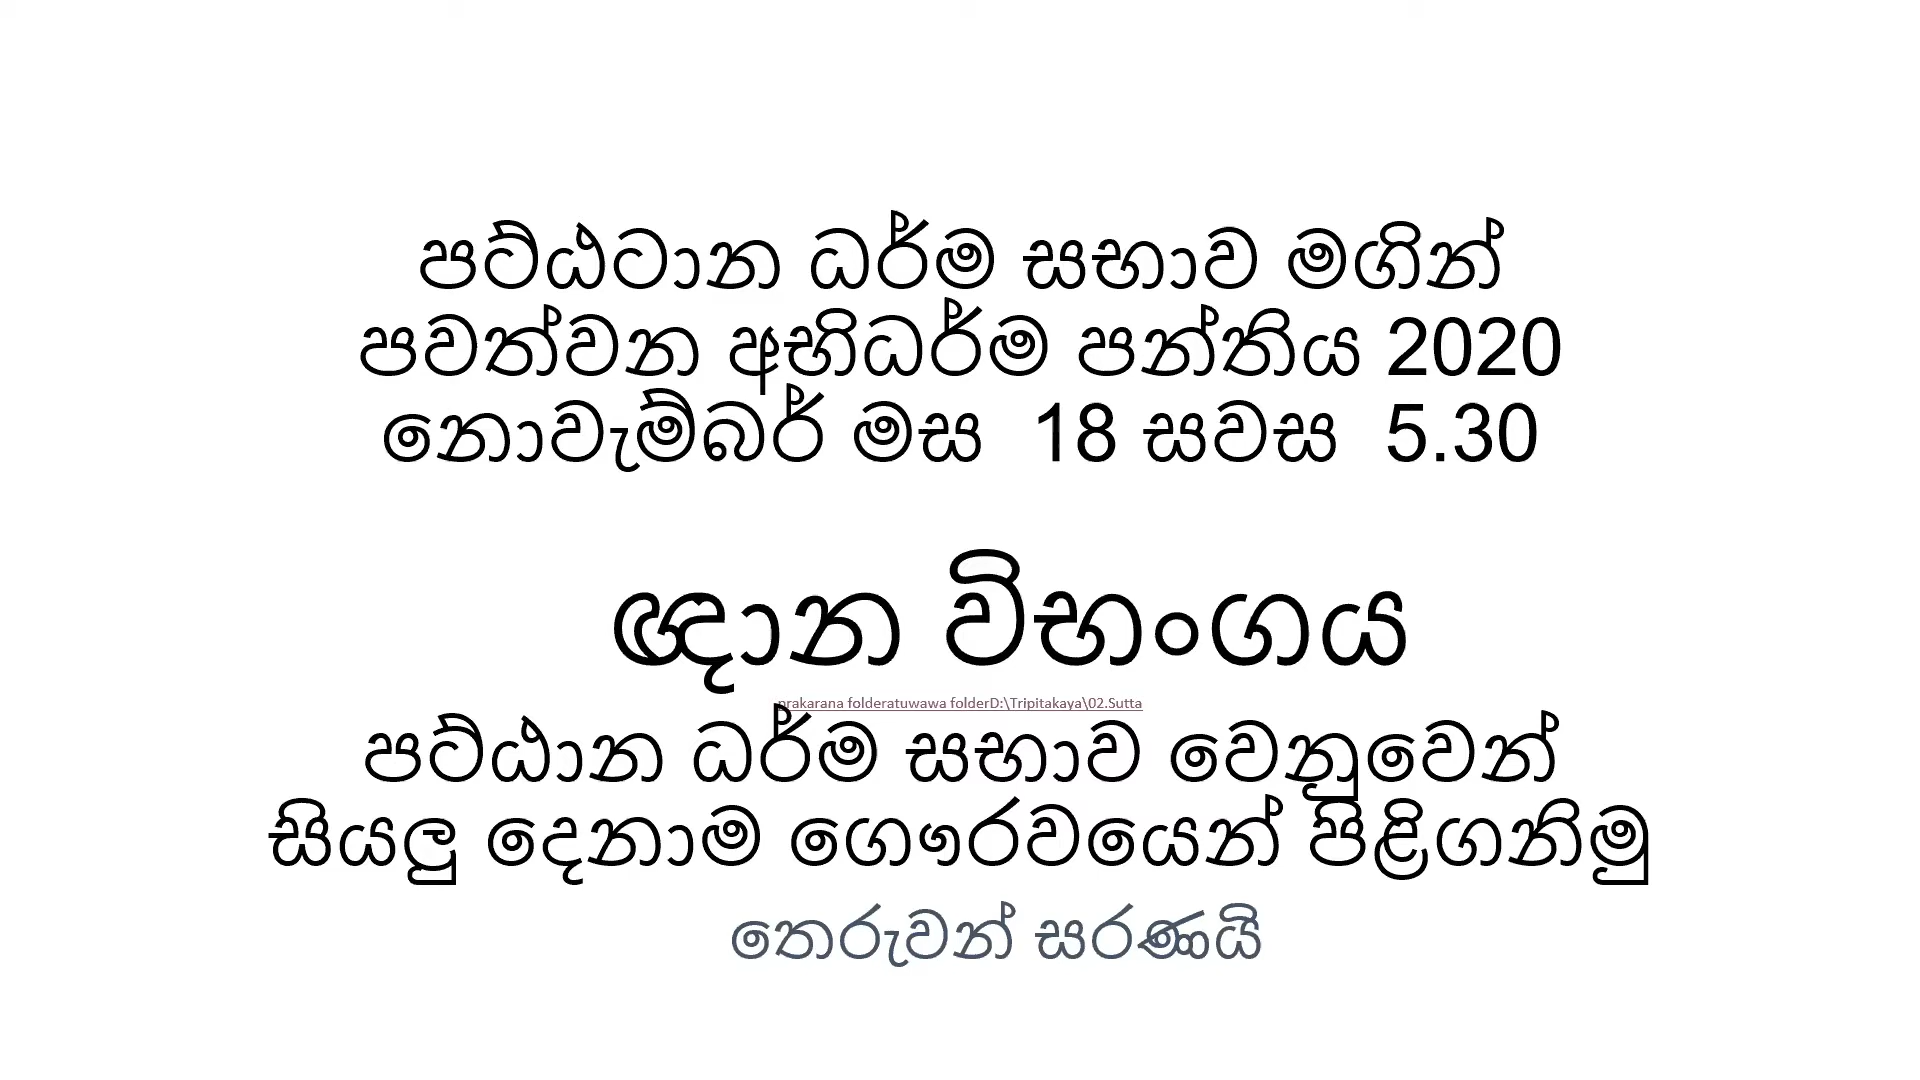 පට්ඨටාන ධර්ම සභාව මගින්
පවත්වන අභිධර්ම පන්තිය 2020
නොවැම්බර් මස 18 සවස 5.30
ඥාන විභංගය
prakarana folderatuwawa folderD:\Tripitakaya\02.Sutta
පට්ඨාන ධර්ම සභාව වෙනුවෙන්
සියලු දෙනාම ගෞරවයෙන් පිළිගනිමු
තෙරුවන් සරණයි